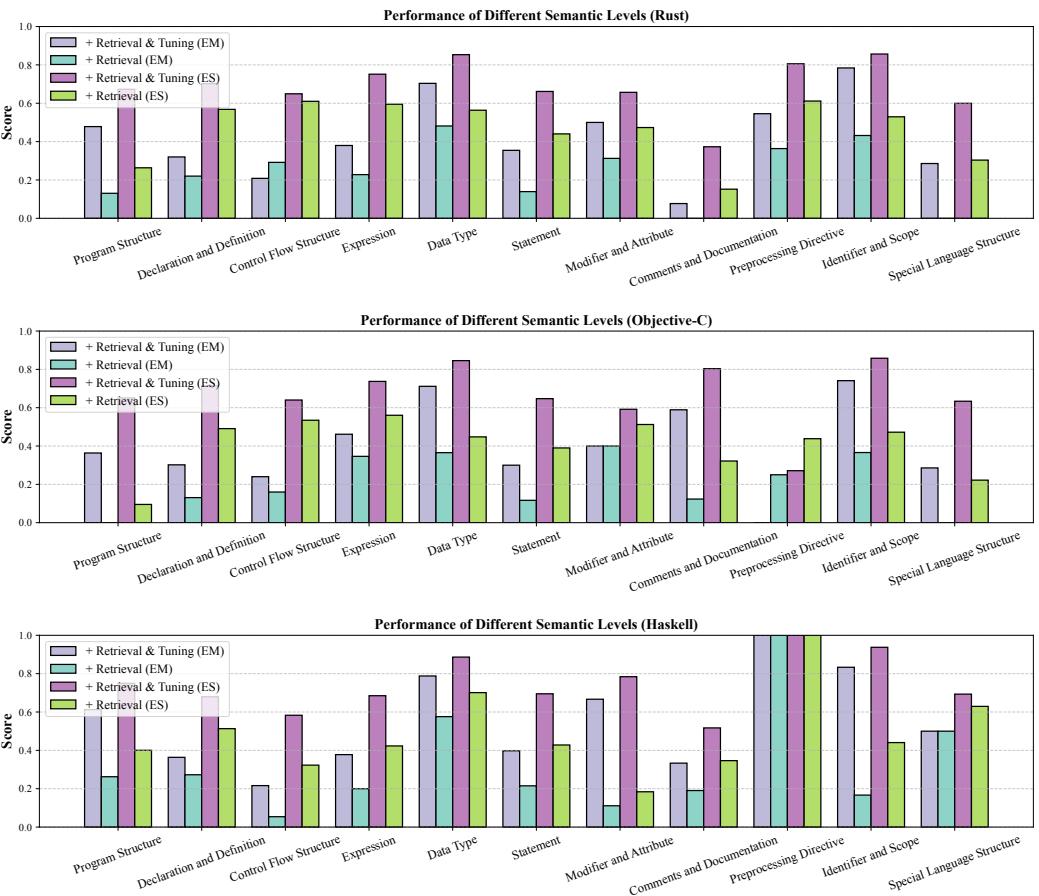 Performance of Different Semantic Levels (Rust)
1.0
0.8
0.6
0.4
0.2
0.0
Score
+ Retrieval & Tuning (EM)
+ Retrieval (EM)
+ Retrieval & Tuning (ES)
+ Retrieval (ES)
Program Structure
Declaration and Definition
Control Flow Structure
Expression
Data Type
Statement
Modifier and Attribute
Comments and Documentation
Preprocessing Directive
Identifier and Scope
Special Language Structure
Performance of Different Semantic Levels (Objective-C)
1.0
0.8
0.6
0.4
0.2
0.0
Score
+ Retrieval & Tuning (EM)
+ Retrieval (EM)
+ Retrieval & Tuning (ES)
+ Retrieval (ES)
Program Structure
Declaration and Definition
Control Flow Structure
Expression
Data Type
Statement
Modifier and Attribute
Comments and Documentation
Preprocessing Directive
Identifier and Scope
Special Language Structure
Performance of Different Semantic Levels (Haskell)
1.0
0.8
0.6
0.4
0.2
0.0
Score
+ Retrieval & Tuning (EM)
+ Retrieval (EM)
+ Retrieval & Tuning (ES)
+ Retrieval (ES)
Program Structure
Declaration and Definition
Control Flow Structure
Expression
Data Type
Statement
Modifier and Attribute
Comments and Documentation
Preprocessing Directive
Identifier and Scope
Special Language Structure